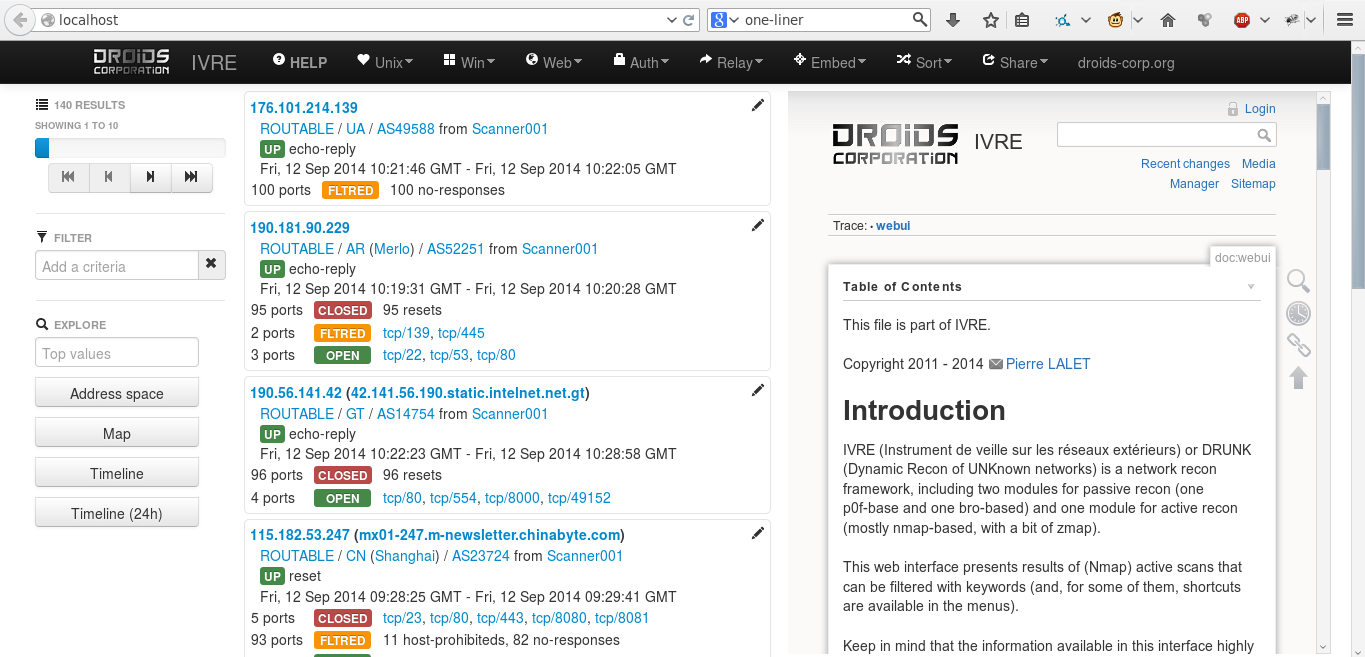 localhost
one-liner
DROIDS CORPORATION IVRE HELP Unix Win Web Auth Relay Embed Sort Share droids-corp.org
140 RESULTS
SHOWING 1 TO 10
FILTER
Add a criteria
EXPLORE
Top values
Address space
Map
Timeline
Timeline (24h)
176.101.214.139
ROUTABLE / UA / AS49588 from Scanner001
UP echo-reply
Fri, 12 Sep 2014 10:21:46 GMT - Fri, 12 Sep 2014 10:22:05 GMT
100 ports FLTRED 100 no-responses
190.181.90.229
ROUTABLE / AR (Merlo) / AS52251 from Scanner001
UP echo-reply
Fri, 12 Sep 2014 10:19:31 GMT - Fri, 12 Sep 2014 10:20:28 GMT
95 ports CLOSED 95 resets
2 ports FLTRED tcp/139, tcp/445
3 ports OPEN tcp/22, tcp/53, tcp/80
190.56.141.42 (42.141.56.190.static.intelnet.net.gt)
ROUTABLE / GT / AS14754 from Scanner001
UP echo-reply
Fri, 12 Sep 2014 10:22:23 GMT - Fri, 12 Sep 2014 10:28:58 GMT
96 ports CLOSED 96 resets
4 ports OPEN tcp/80, tcp/554, tcp/8000, tcp/49152
115.182.53.247 (mx01-247.m-newsletter.chinabyte.com)
ROUTABLE / CN (Shanghai) / AS23724 from Scanner001
UP reset
Fri, 12 Sep 2014 09:28:25 GMT - Fri, 12 Sep 2014 09:29:41 GMT
5 ports CLOSED tcp/23, tcp/80, tcp/443, tcp/8080, tcp/8081
93 ports FLTRED 11 host-prohibiteds, 82 no-responses
Login
DROIDS CORPORATION IVRE
Recent changes Media
Manager Sitemap
Trace: • webui
doc:webui
Table of Contents
This file is part of IVRE.
Copyright 2011 - 2014 Pierre LALET
Introduction
IVRE (Instrument de veille sur les réseaux extérieurs) or DRUNK
(Dynamic Recon of UNKnown networks) is a network recon
framework, including two modules for passive recon (one
p0f-base and one bro-based) and one module for active recon
(mostly nmap-based, with a bit of zmap).
This web interface presents results of (Nmap) active scans that
can be filtered with keywords (and, for some of them, shortcuts
are available in the menus).
Keep in mind that the information available in this interface highly